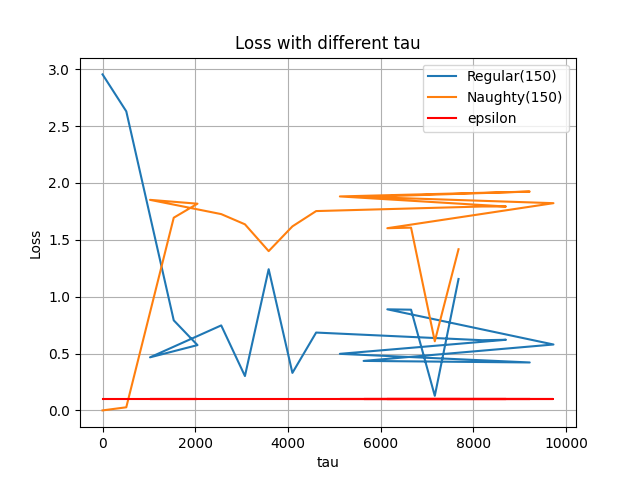 Loss with different tau
Regular(150)
Naughty(150)
epsilon
3.0
2.5
2.0
1.5
1.0
0.5
0.0
Loss
0 2000 4000 6000 8000 10000
tau